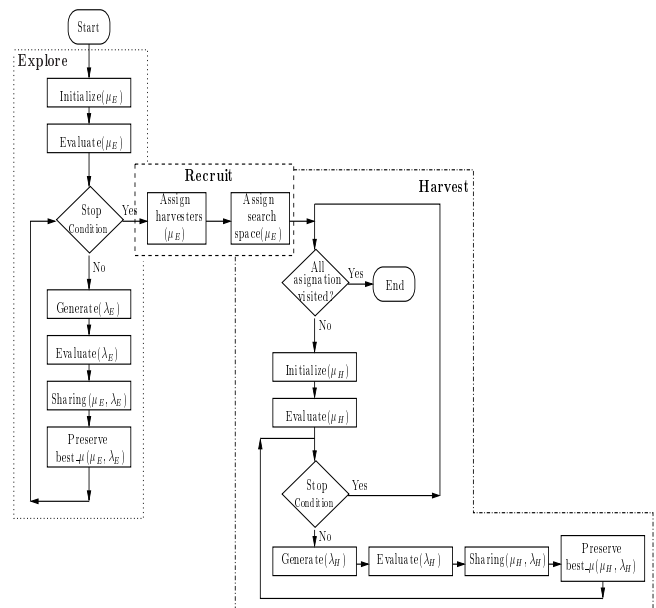 Start
Explore
Initialize(μ_E)
Evaluate(μ_E)
Stop
Condition
Yes
No
Generate(λ_E)
Evaluate(λ_E)
Sharing(μ_E, λ_E)
Preserve
best_μ(μ_E, λ_E)
Recruit
Assign
harvesters
(μ_E)
Assign
search
space(μ_E)
Harvest
All
asignation
visited?
Yes
End
No
Initialize(μ_H)
Evaluate(μ_H)
Stop
Condition
Yes
No
Generate(λ_H)
Evaluate(λ_H)
Sharing(μ_H, λ_H)
Preserve
best_μ(μ_H, λ_H)